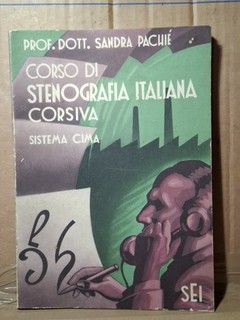 PROF. DOTT. SANDRA PACHIÉ
CORSO DI
STENOGRAFIA ITALIANA
CORSIVA
SISTEMA CIMA
SEI